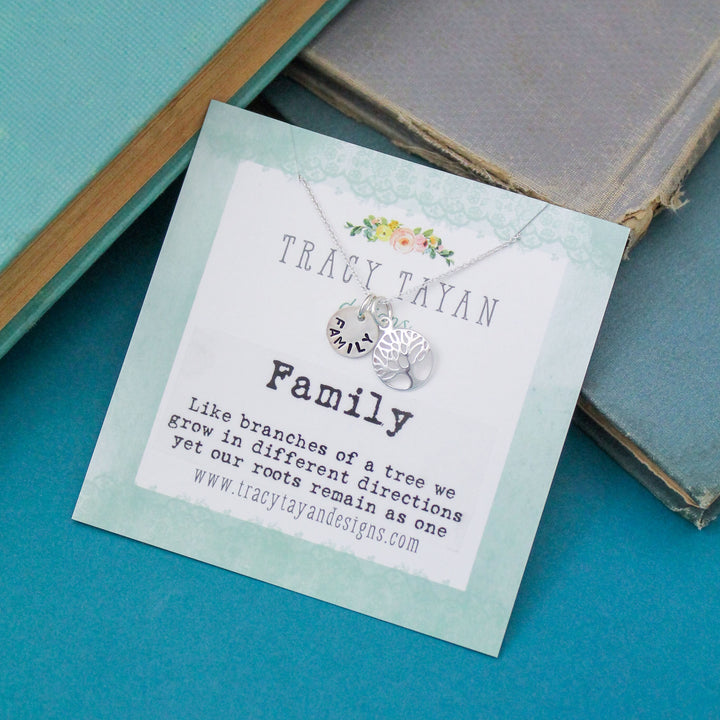 TRACY TAYAN
FAMILY
Family
Like branches of a tree we
grow in different directions
yet our roots remain as one
www.tracytayandesigns.com